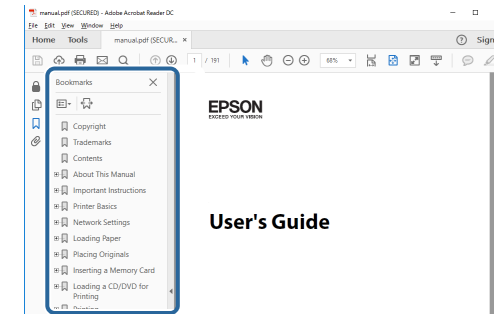 manual.pdf (SECURED) - Adobe Acrobat Reader DC
File Edit View Window Help
Home Tools manual.pdf (SECUR... ×
Sign
1 / 191
68%
Bookmarks
Copyright
Trademarks
Contents
About This Manual
Important Instructions
Printer Basics
Network Settings
Loading Paper
Placing Originals
Inserting a Memory Card
Loading a CD/DVD for
Printing
Printing
EPSON
EXCEED YOUR VISION
User's Guide